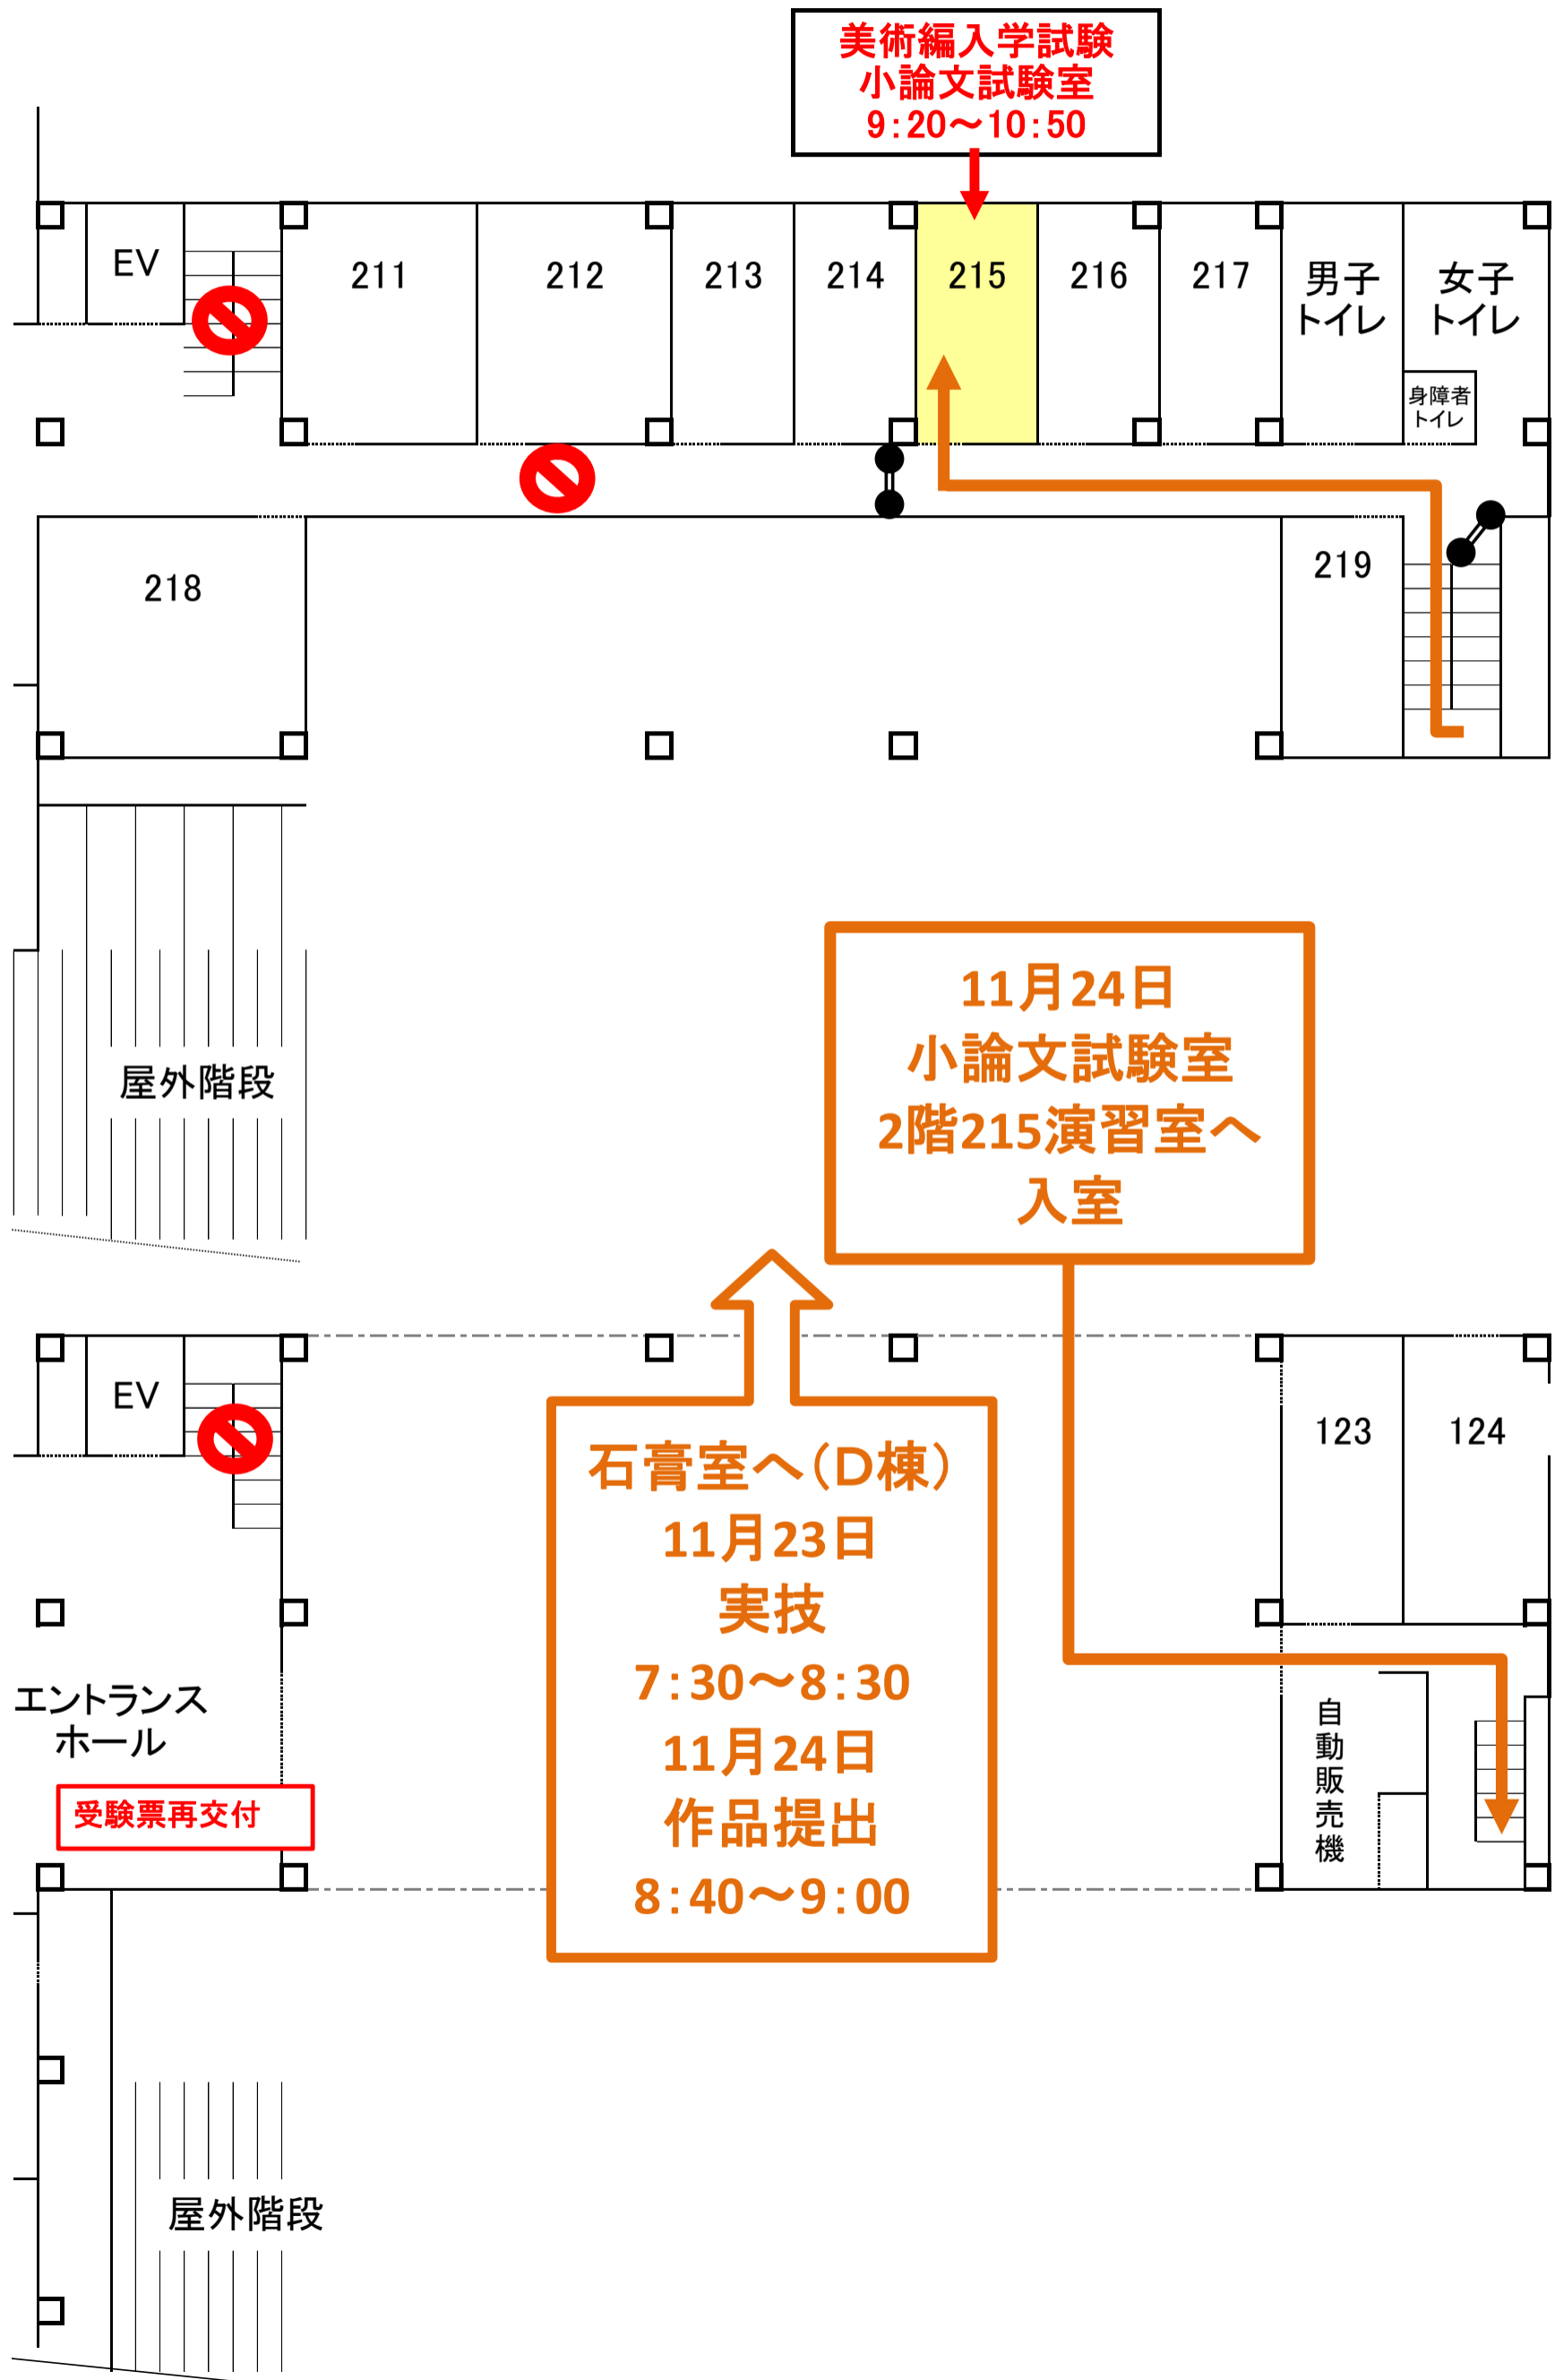 美術編入学試験
小論文試験室
9:20～10:50
EV
211
212
213
214
215
216
217
男子
トイレ
女子
トイレ
身障者
トイレ
218
219
屋外階段
11月24日
小論文試験室
2階215演習室へ
入室
EV
123
124
石膏室へ(D棟)
11月23日
実技
7:30～8:30
11月24日
作品提出
8:40～9:00
エントランス
ホール
受験票再交付
自動販売機
屋外階段